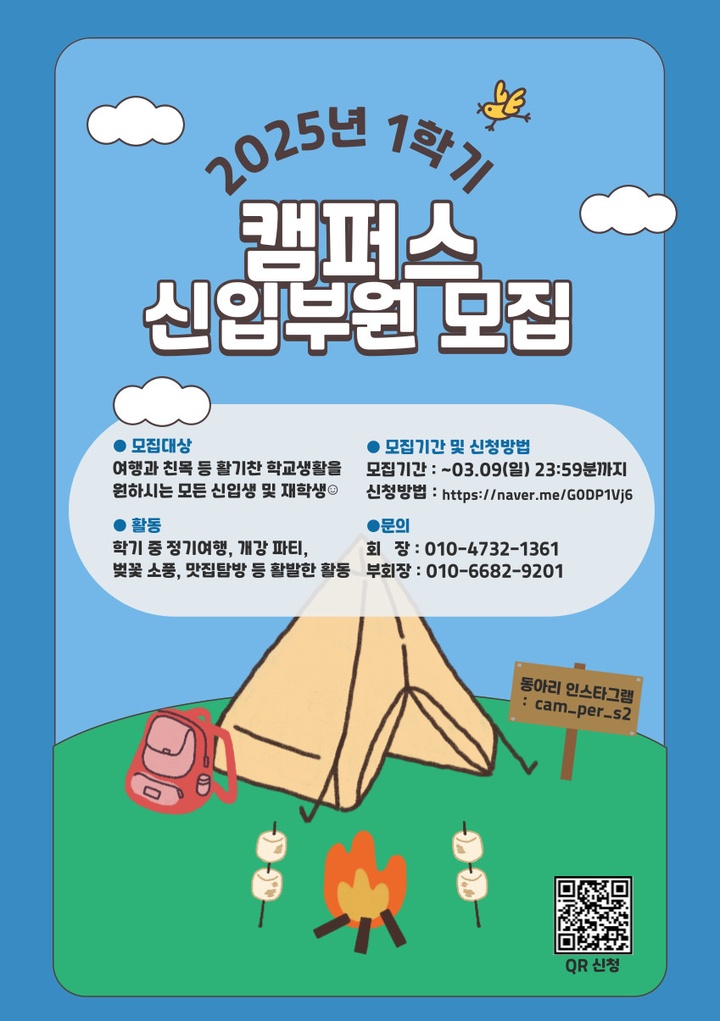 2025년 1학기
캠퍼스
신입부원 모집
● 모집대상
여행과 친목 등 활기찬 학교생활을
원하시는 모든 신입생 및 재학생☺
● 활동
학기 중 정기여행, 개강 파티,
벚꽃 소풍, 맛집탐방 등 활발한 활동
● 모집기간 및 신청방법
모집기간 : ~03.09(일) 23:59분까지
신청방법 : https://naver.me/G0DP1Vj6
●문의
회 장 : 010-4732-1361
부회장 : 010-6682-9201
동아리 인스타그램
: cam_per_s2
QR 신청